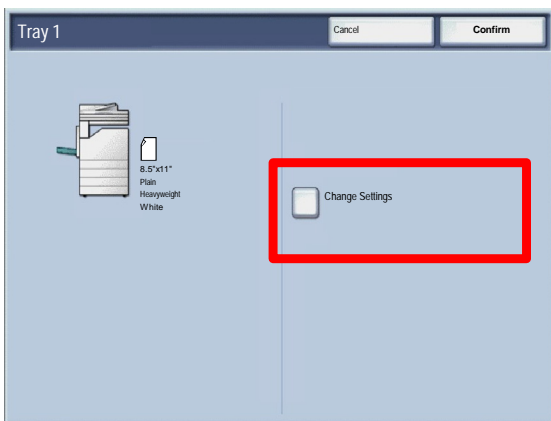 Tray 1
Cancel
Confirm
8.5"x11"
Plain
Heavyweight
White
Change Settings